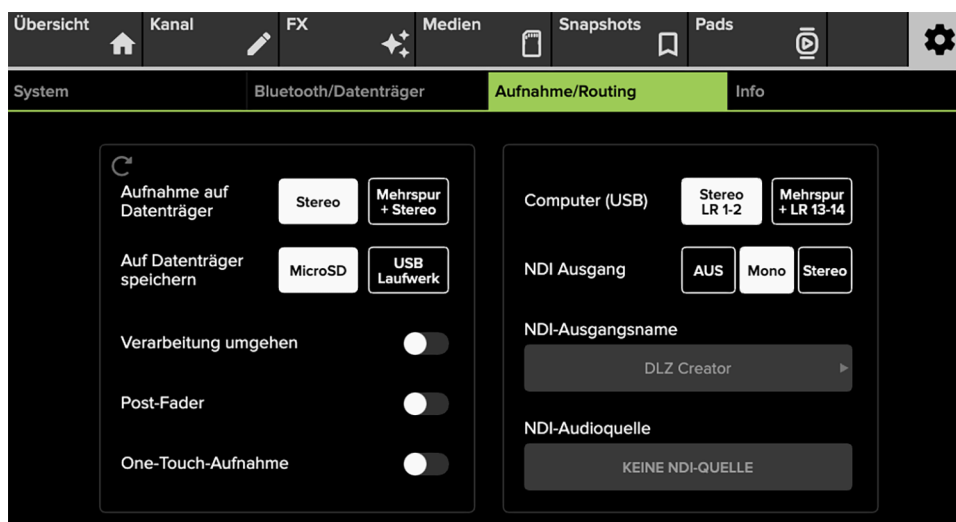 Übersicht
Kanal
FX
Medien
Snapshots
Pads
System
Bluetooth/Datenträger
Aufnahme/Routing
Info
Aufnahme auf
Datenträger
Stereo
Mehrspur
+ Stereo
Auf Datenträger
speichern
MicroSD
USB
Laufwerk
Verarbeitung umgehen
Post-Fader
One-Touch-Aufnahme
Computer (USB)
Stereo
LR 1-2
Mehrspur
+ LR 13-14
NDI Ausgang
AUS
Mono
Stereo
NDI-Ausgangsname
DLZ Creator
NDI-Audioquelle
KEINE NDI-QUELLE